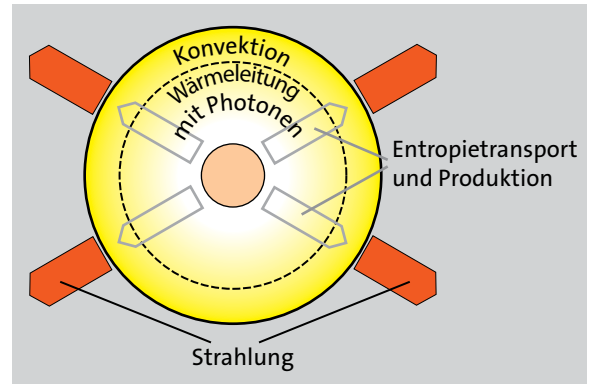 Konvektion
Wärmeleitung
mit Photonen
Entropietransport
und Produktion
Strahlung